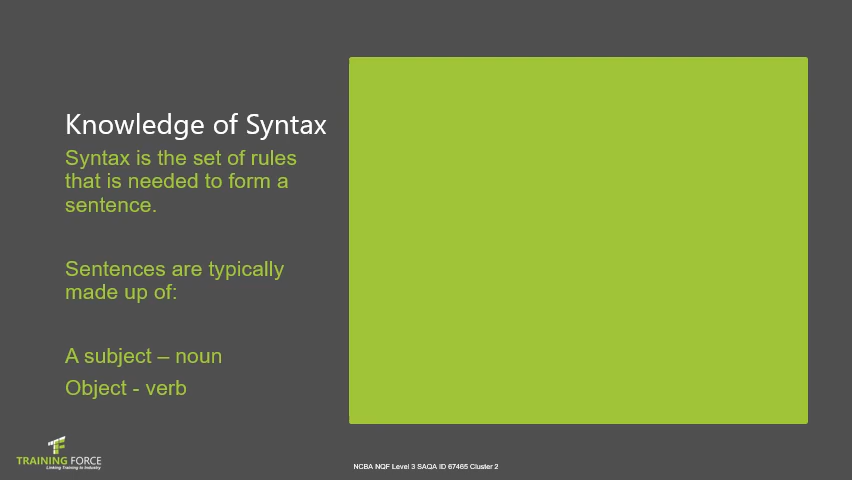 Knowledge of Syntax
Syntax is the set of rules
that is needed to form a
sentence.
Sentences are typically
made up of:
A subject – noun
Object - verb
TRAINING FORCE
Linking Training to Industry
NCBA NQF Level 3 SAQA ID 67465 Cluster 2